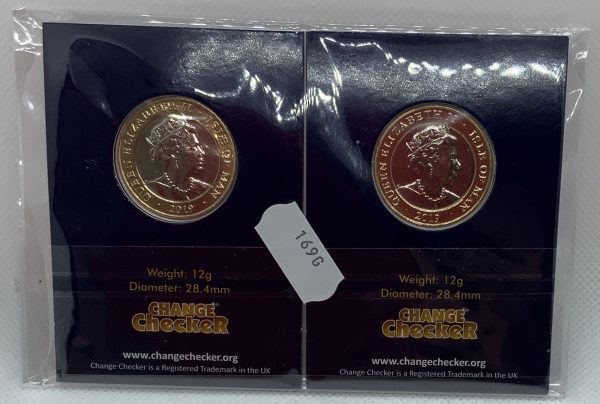 QUEEN ELIZABETH II · ISLE OF MAN
· 2019 ·
Weight: 12g
Diameter: 28.4mm
CHANGE
CHecKeR
www.changechecker.org
Change Checker is a Registered Trademark in the UK
169G
QUEEN ELIZABETH II · ISLE OF MAN
· 2019 ·
Weight: 12g
Diameter: 28.4mm
CHANGE
CHecKeR
www.changechecker.org
Change Checker is a Registered Trademark in the UK